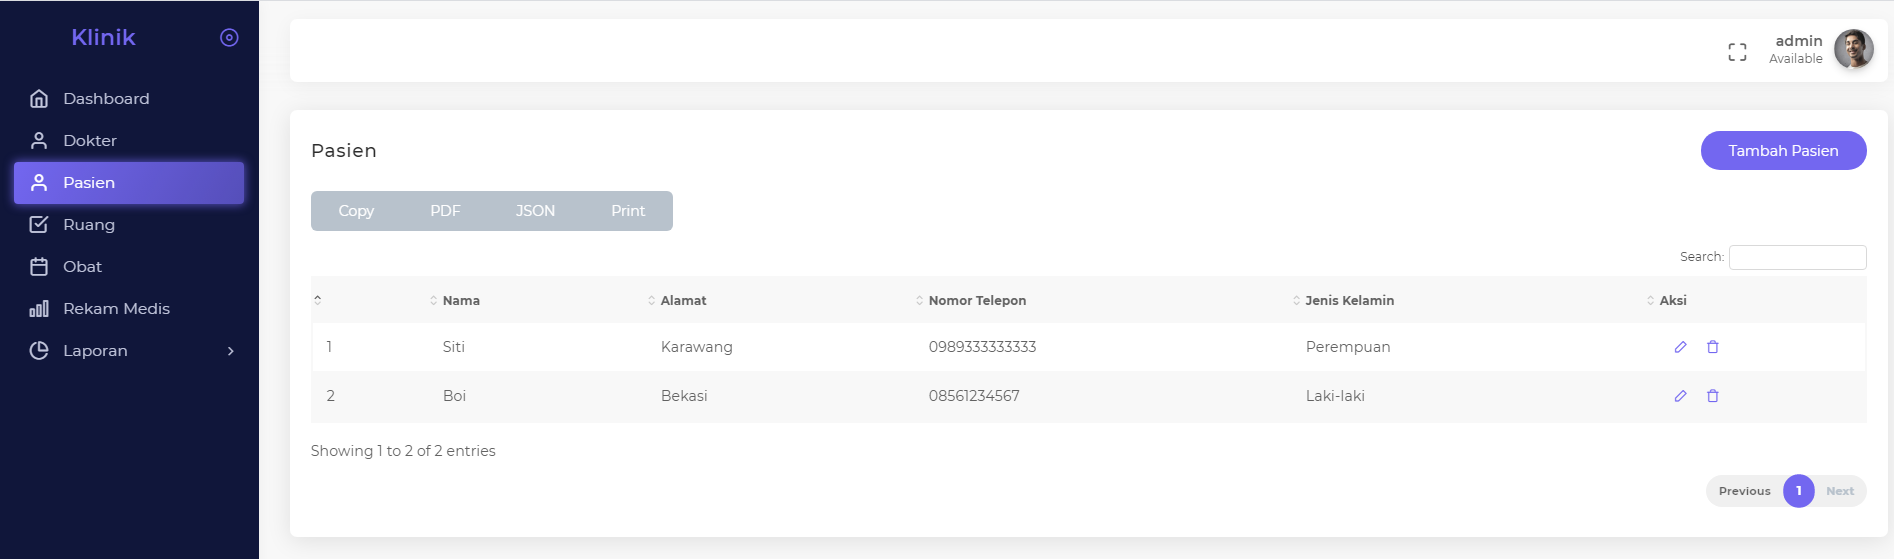 Klinik
Dashboard
Dokter
Pasien
Ruang
Obat
Rekam Medis
Laporan
admin
Available
Pasien
Tambah Pasien
Copy PDF JSON Print
Search:
Nama Alamat Nomor Telepon Jenis Kelamin Aksi
1 Siti Karawang 0989333333333 Perempuan
2 Boi Bekasi 08561234567 Laki-laki
Showing 1 to 2 of 2 entries
Previous 1 Next